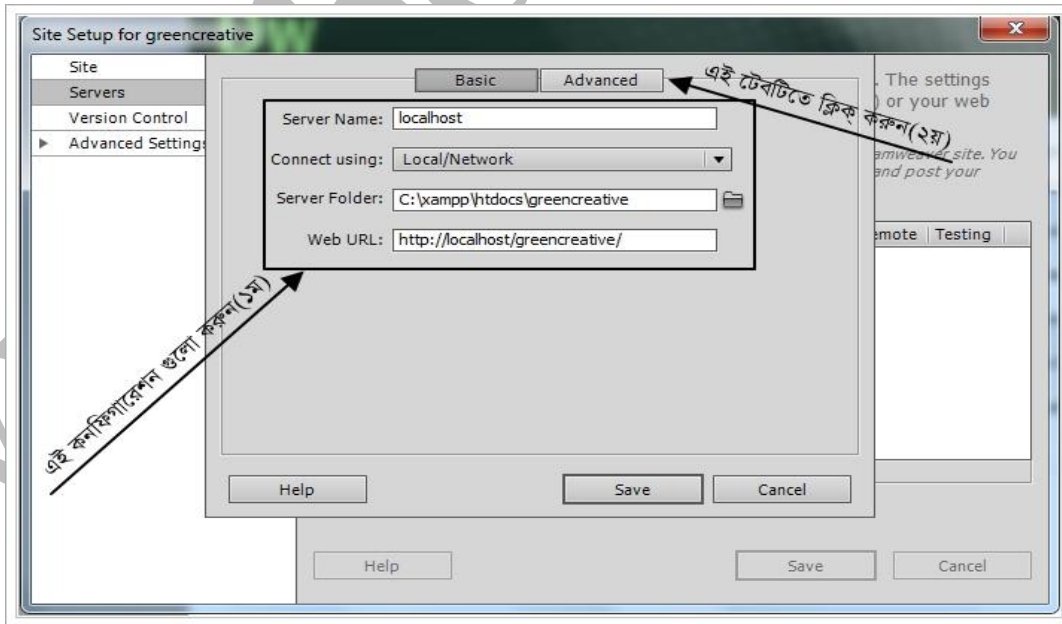 DW
Site Setup for greencreative
Site
Servers
Version Control
Advanced Settings
Basic
Advanced
Server Name: localhost
Connect using: Local/Network
Server Folder: C:\xampp\htdocs\greencreative
Web URL: http://localhost/greencreative/
Help
Save
Cancel
. The settings
) or your web
amweaver site. You
and post your
emote
Testing
Help
Save
Cancel
এই টেবটিতে ক্লিক্ করুন(২য়)
এই কনফিগারেশন গুলো করুন(১ম)